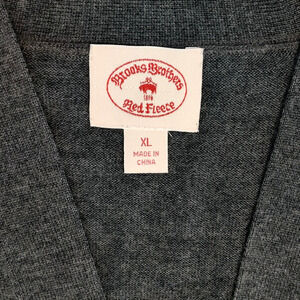 Brooks Brothers
1818
Red Fleece
XL
MADE IN
CHINA